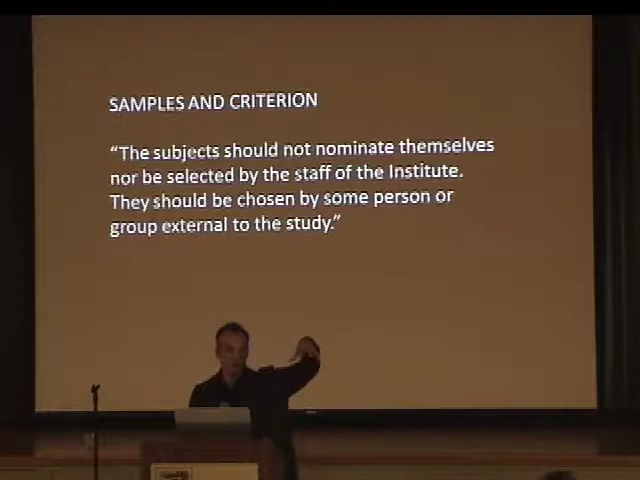 SAMPLES AND CRITERION
“The subjects should not nominate themselves
nor be selected by the staff of the Institute.
They should be chosen by some person or
group external to the study.”